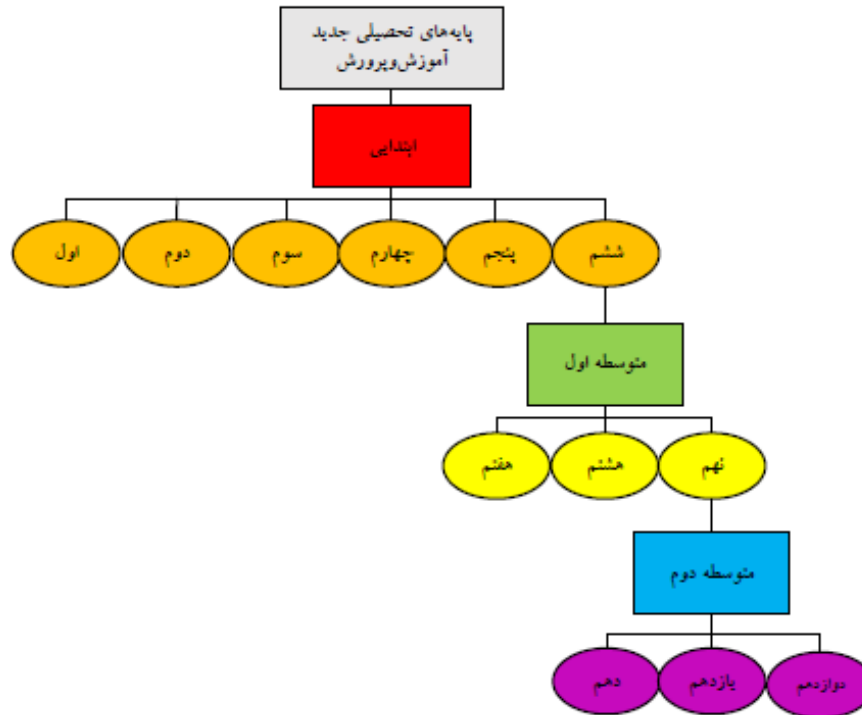 پایه‌های تحصیلی جدید
آموزش‌وپرورش
ابتدایی
اول
دوم
سوم
چهارم
پنجم
ششم
متوسطه اول
هفتم
هشتم
نهم
متوسطه دوم
دهم
یازدهم
دوازدهم